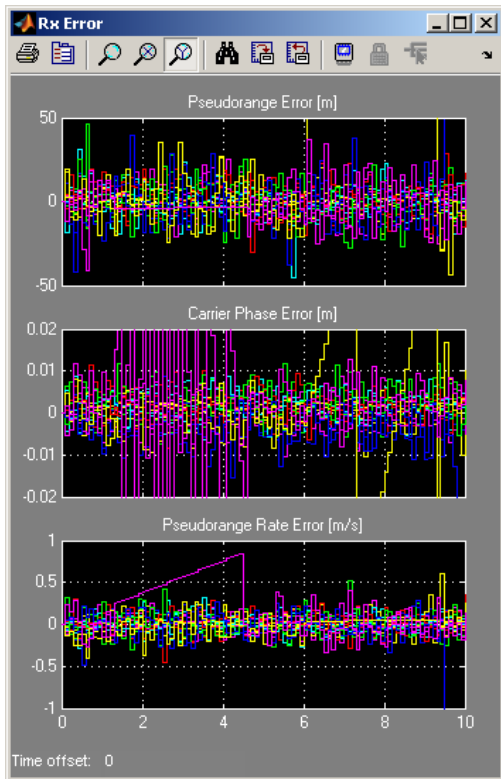 Rx Error
Pseudorange Error [m]
50
0
-50
Carrier Phase Error [m]
0.02
0.01
0
-0.01
-0.02
Pseudorange Rate Error [m/s]
1
0.5
0
-0.5
-1
0 2 4 6 8 10
Time offset: 0